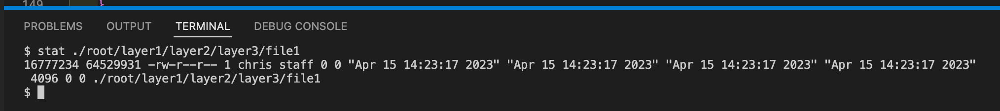 149 }
PROBLEMS OUTPUT TERMINAL DEBUG CONSOLE
$ stat ./root/layer1/layer2/layer3/file1
16777234 64529931 -rw-r--r-- 1 chris staff 0 0 "Apr 15 14:23:17 2023" "Apr 15 14:23:17 2023" "Apr 15 14:23:17 2023" "Apr 15 14:23:17 2023"
 4096 0 0 ./root/layer1/layer2/layer3/file1
$